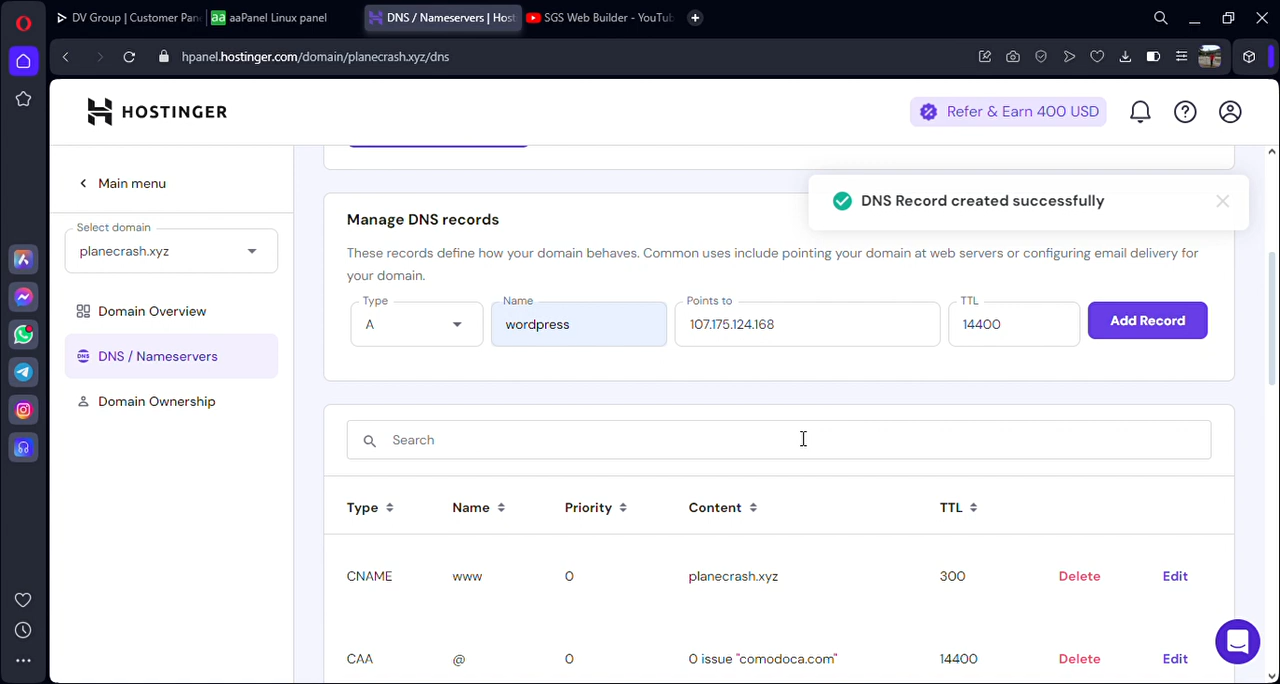 DV Group | Customer Pan
aa aaPanel Linux panel
DNS / Nameservers | Host
SGS Web Builder - YouTu
hpanel.hostinger.com/domain/planecrash.xyz/dns
HOSTINGER
Refer & Earn 400 USD
Main menu
Select domain
planecrash.xyz
Domain Overview
DNS DNS / Nameservers
Domain Ownership
DNS Record created successfully
Manage DNS records
These records define how your domain behaves. Common uses include pointing your domain at web servers or configuring email delivery for
your domain.
Type Name Points to TTL
A wordpress 107.175.124.168 14400 Add Record
Search
Type Name Priority Content TTL
CNAME www 0 planecrash.xyz 300 Delete Edit
CAA @ 0 0 issue "comodoca.com" 14400 Delete Edit